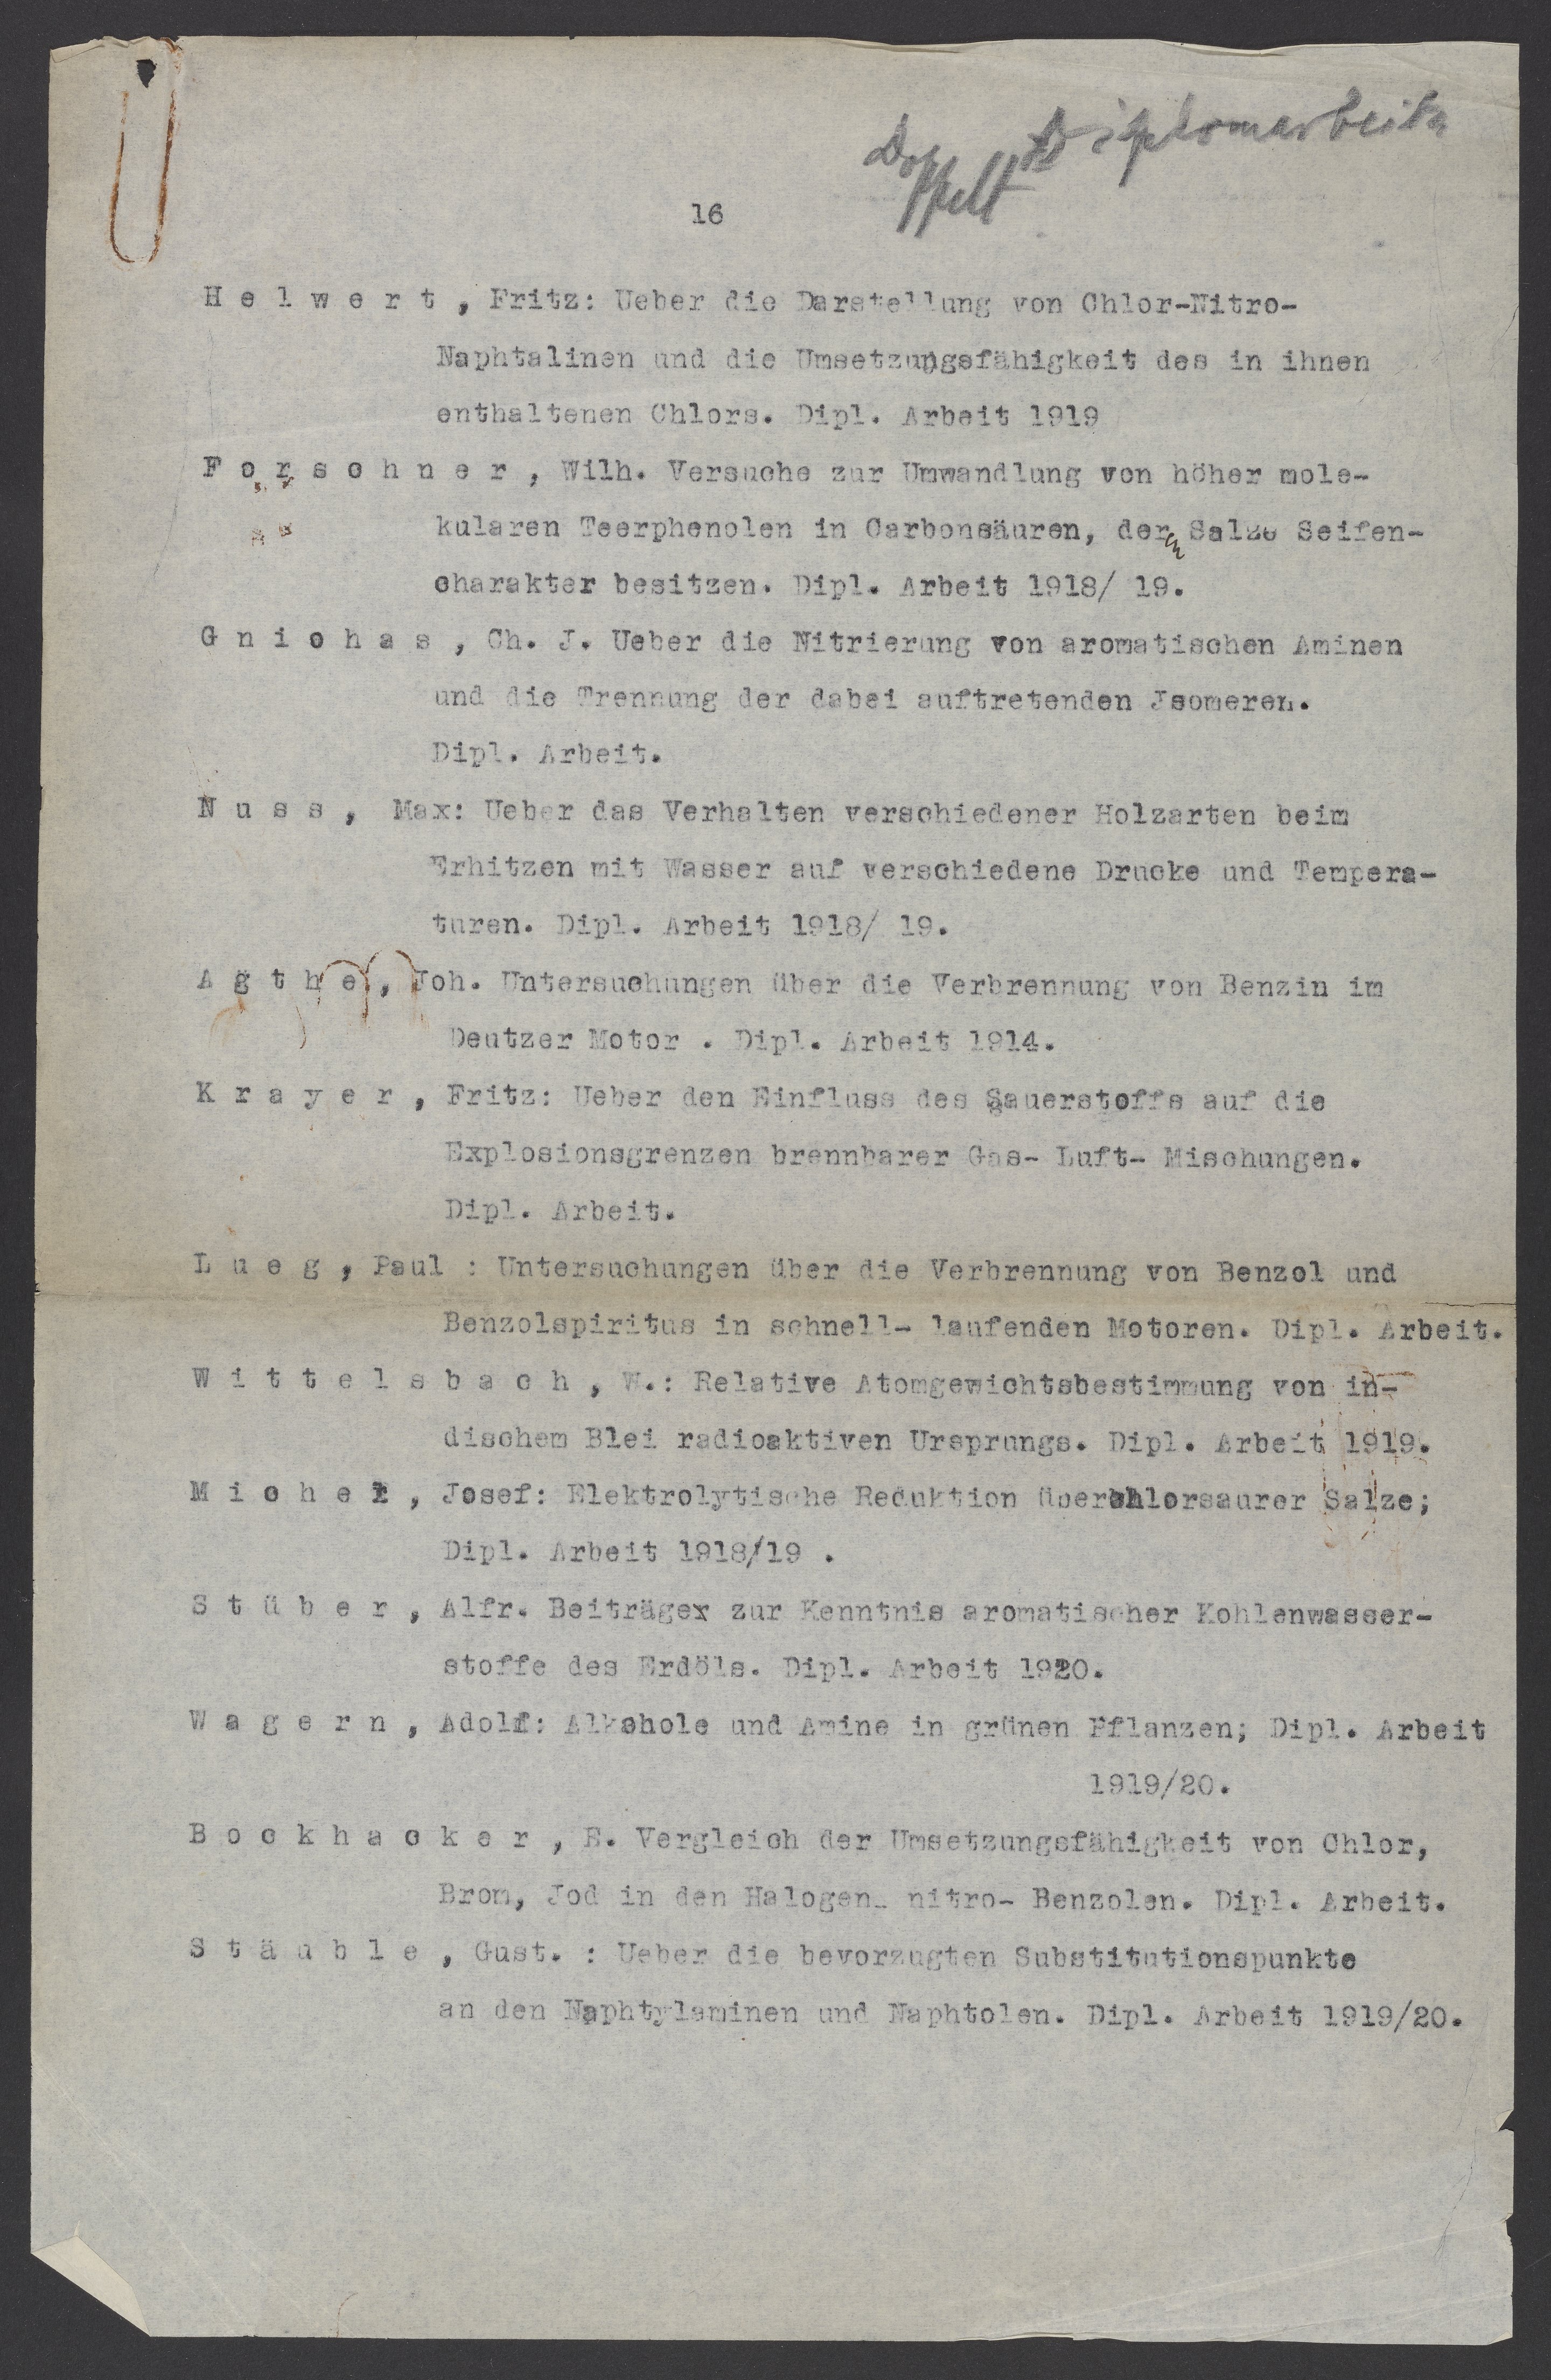 Doppelt Diplomarbeiten
16
H e l w e r t , Fritz: Ueber die Darstellung von Chlor-Nitro-
Naphtalinen und die Umsetzungsfähigkeit des in ihnen
enthaltenen Chlors. Dipl. Arbeit 1919
F o r s c h n e r , Wilh. Versuche zur Umwandlung von höher mole-
kularen Teerphenolen in Carbonsäuren, deren Salze Seifen-
charakter besitzen. Dipl. Arbeit 1918/ 19.
G n i c h a s , Ch. J. Ueber die Nitrierung von aromatischen Aminen
und die Trennung der dabei auftretenden Jsomeren.
Dipl. Arbeit.
N u s s , Max: Ueber das Verhalten verschiedener Holzarten beim
Erhitzen mit Wasser auf verschiedene Drucke und Tempera-
turen. Dipl. Arbeit 1918/ 19.
A g t h e , Joh. Untersuchungen über die Verbrennung von Benzin im
Deutzer Motor . Dipl. Arbeit 1914.
K r a y e r , Fritz: Ueber den Einfluss des Sauerstoffs auf die
Explosionsgrenzen brennbarer Gas- Luft- Mischungen.
Dipl. Arbeit.
L u e g , Paul : Untersuchungen über die Verbrennung von Benzol und
Benzolspiritus in schnell- laufenden Motoren. Dipl. Arbeit.
W i t t e l s b a c h , W.: Relative Atomgewichtsbestimmung von in-
dischem Blei radioaktiven Ursprungs. Dipl. Arbeit 1919.
Josef: Elektrolytische Reduktion überchlorsaurer Salze;
Dipl. Arbeit 1918/19 .
S t ü b e r , Alfr. Beiträgex zur Kenntnis aromatischer Kohlenwasser-
stoffe des Erdöls. Dipl. Arbeit 1920.
W a g e r n , Adolf: Alkohole und Amine in grünen Pflanzen; Dipl. Arbeit
1919/20.
B o c k h a c k e r , E. Vergleich der Umsetzungsfähigkeit von Chlor,
Brom, Jod in den Halogen- nitro- Benzolen. Dipl. Arbeit.
S t ä u b l e , Gust. : Ueber die bevorzugten Substitutionspunkte
an den Naphtylaminen und Naphtolen. Dipl. Arbeit 1919/20.